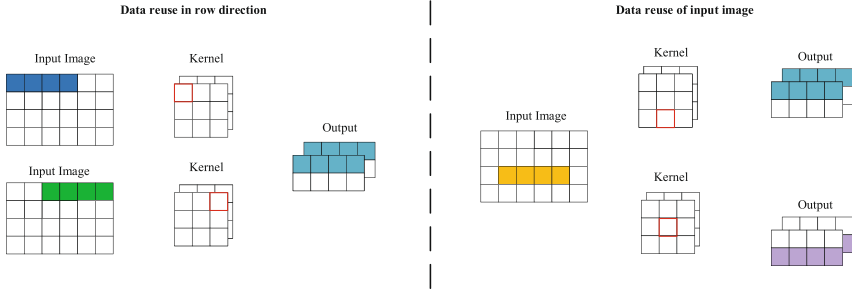 Data reuse in row direction
Input Image
Kernel
Input Image
Kernel
Output
Data reuse of input image
Kernel
Output
Input Image
Kernel
Output